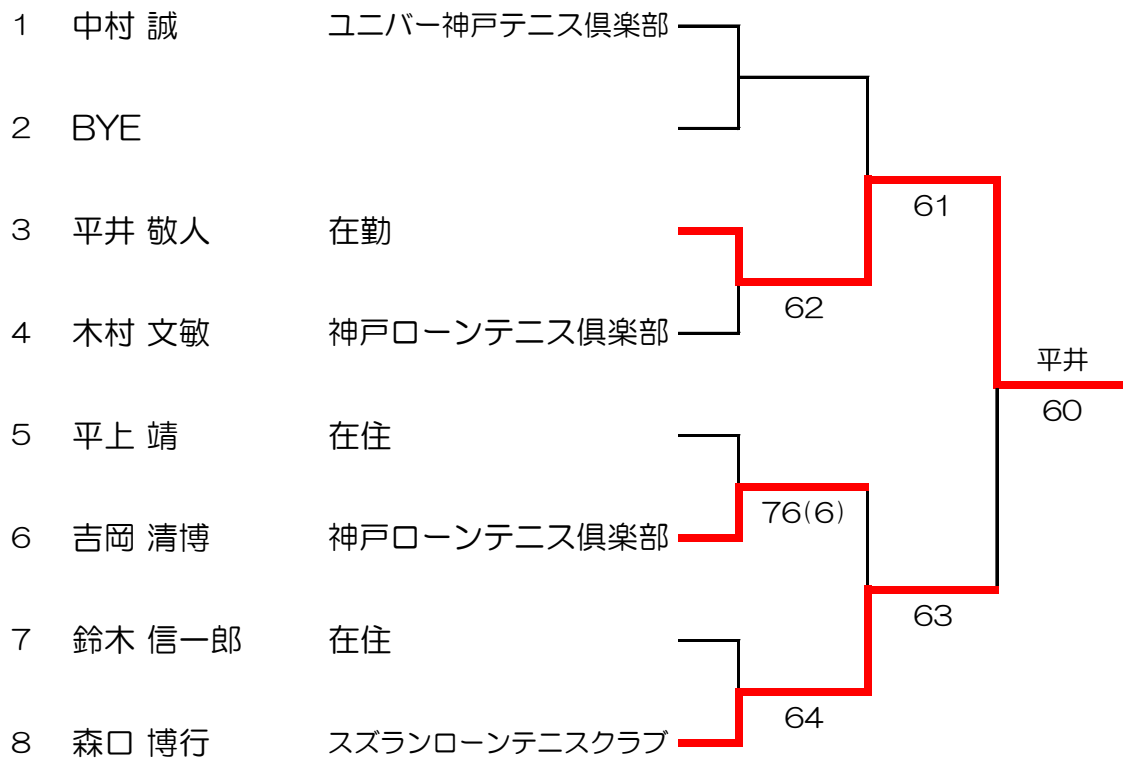 1 中村 誠 ユニバー神戸テニス倶楽部
2 BYE
61
3 平井 敬人 在勤
62
4 木村 文敏 神戸ローンテニス倶楽部
平井
60
5 平上 靖 在住
76(6)
6 吉岡 清博 神戸ローンテニス倶楽部
63
7 鈴木 信一郎 在住
64
8 森口 博行 スズランローンテニスクラブ